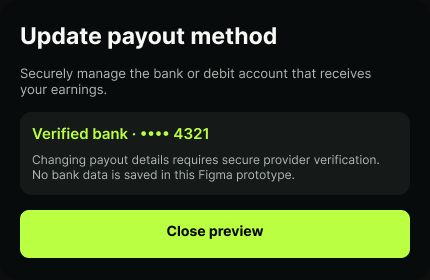 Update payout method
Securely manage the bank or debit account that receives
your earnings.
Verified bank · •••• 4321
Changing payout details requires secure provider verification.
No bank data is saved in this Figma prototype.
Close preview